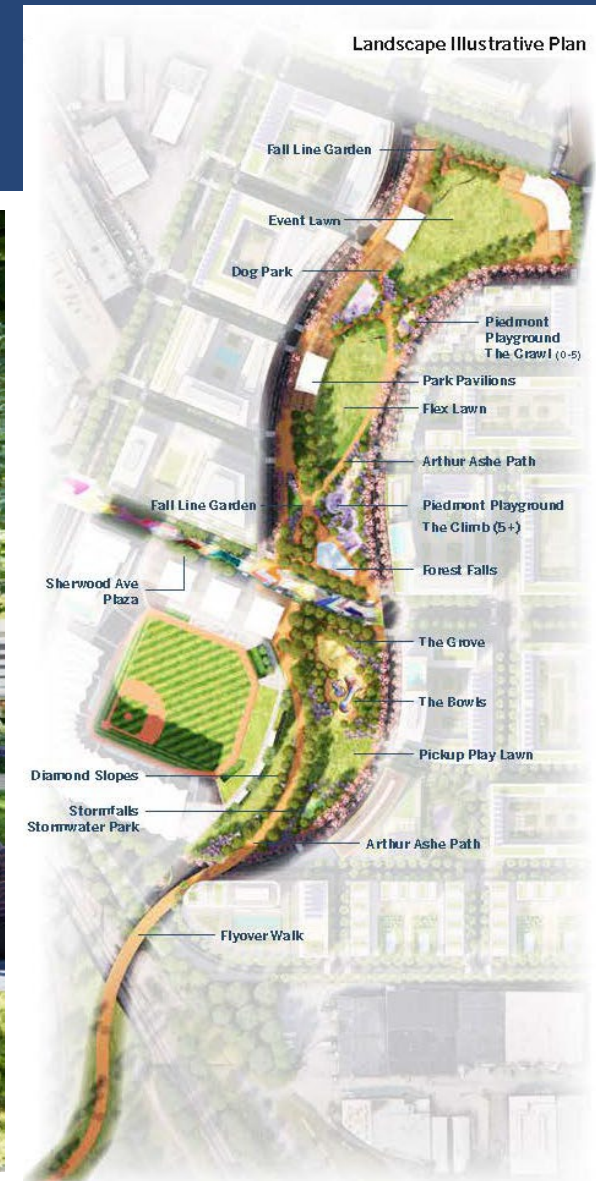 Landscape Illustrative Plan
Fall Line Garden
Event Lawn
Dog Park
Piedmont
Playground
The Crawl (0-5)
Park Pavilions
Flex Lawn
Arthur Ashe Path
Fall Line Garden
Piedmont Playground
The Climb (5+)
Forest Falls
Sherwood Ave
Plaza
The Grove
The Bowls
Pickup Play Lawn
Diamond Slopes
Stormfalls
Stormwater Park
Arthur Ashe Path
Flyover Walk